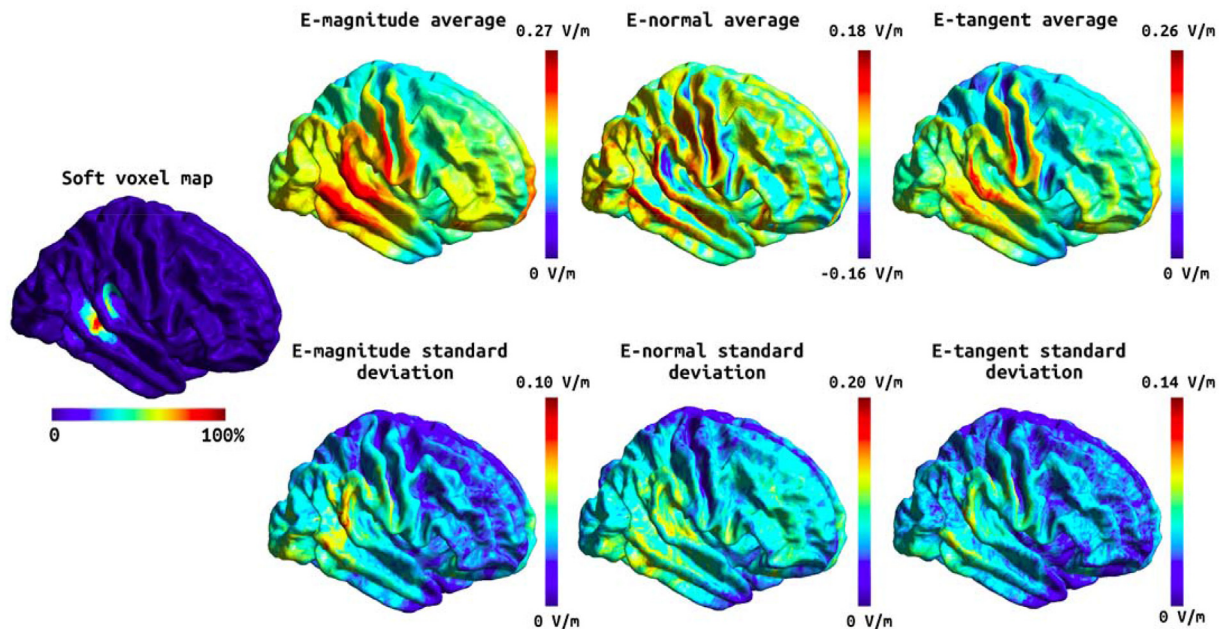 E-magnitude average
0.27 V/m
E-normal average
0.18 V/m
E-tangent average
0.26 V/m
0 V/m
-0.16 V/m
0 V/m
Soft voxel map
0
100%
E-magnitude standard
deviation
0.10 V/m
E-normal standard
deviation
0.20 V/m
E-tangent standard
deviation
0.14 V/m
0 V/m
0 V/m
0 V/m